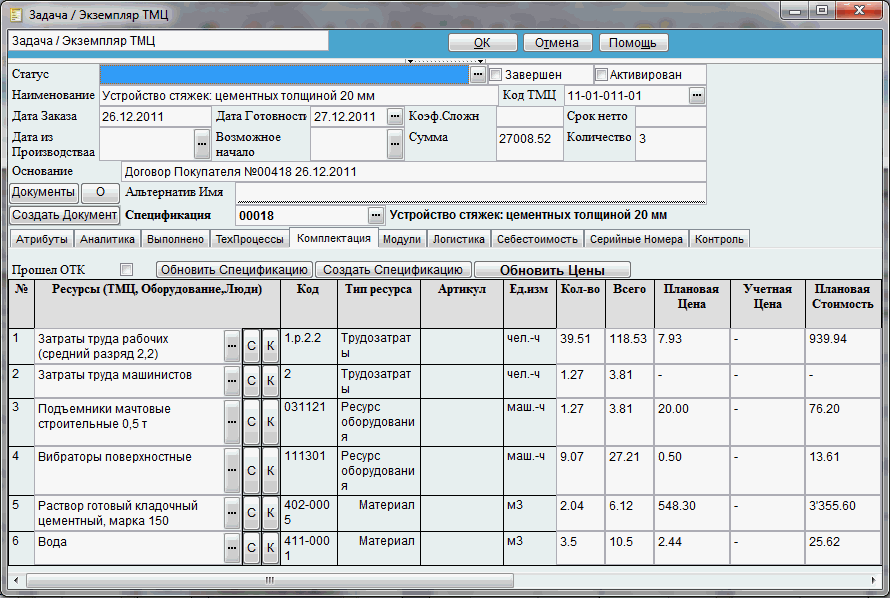 Задача / Экземпляр ТМЦ
Задача / Экземпляр ТМЦ
ОК Отмена Помощь
Статус ... Завершен Активирован
Наименование Устройство стяжек: цементных толщиной 20 мм Код ТМЦ 11-01-011-01 ...
Дата Заказа 26.12.2011 Дата Готовности 27.12.2011 ... Коэф.Сложн Срок нетто
Дата из Производстваа ... Возможное начало ... Сумма 27008.52 Количество 3
Основание Договор Покупателя №00418 26.12.2011
Документы О Альтернатив Имя
Создать Документ Спецификация 00018 ... Устройство стяжек: цементных толщиной 20 мм
Атрибуты Аналитика Выполнено ТехПроцессы Комплектация Модули Логистика Себестоимость Серийные Номера Контроль
Прошел ОТК Обновить Спецификацию Создать Спецификацию Обновить Цены
№ Ресурсы (ТМЦ, Оборудование,Люди) Код Тип ресурса Артикул Ед.изм Кол-во Всего Плановая Цена Учетная Цена Плановая Стоимость
1 Затраты труда рабочих (средний разряд 2,2) ... С К 1.р.2.2 Трудозатраты чел.-ч 39.51 118.53 7.93 - 939.94
2 Затраты труда машинистов ... С К 2 Трудозатраты чел.-ч 1.27 3.81 - - -
3 Подъемники мачтовые строительные 0,5 т ... С К 031121 Ресурс оборудования маш.-ч 1.27 3.81 20.00 - 76.20
4 Вибраторы поверхностные ... С К 111301 Ресурс оборудования маш.-ч 9.07 27.21 0.50 - 13.61
5 Раствор готовый кладочный цементный, марка 150 ... С К 402-0005 Материал м3 2.04 6.12 548.30 - 3'355.60
6 Вода ... С К 411-0001 Материал м3 3.5 10.5 2.44 - 25.62